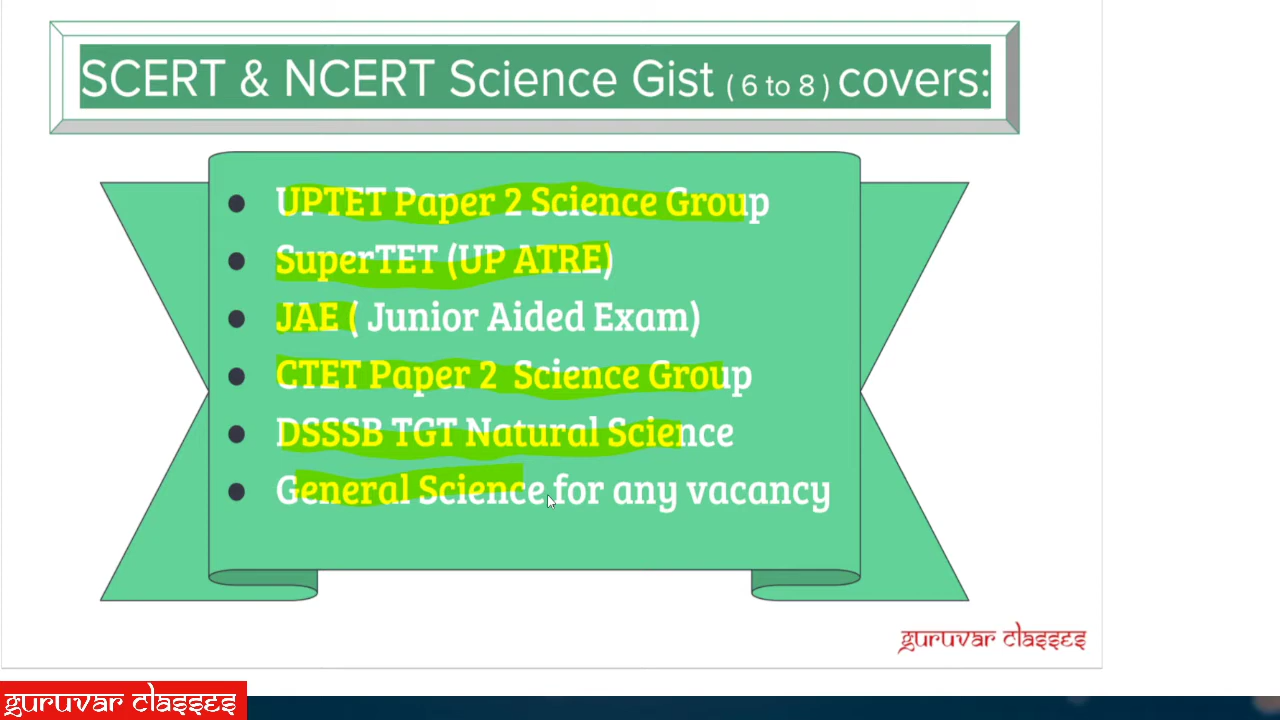 SCERT & NCERT Science Gist ( 6 to 8 ) covers:
● UPTET Paper 2 Science Group
● SuperTET (UP ATRE)
● JAE ( Junior Aided Exam)
● CTET Paper 2 Science Group
● DSSSB TGT Natural Science
● General Science for any vacancy
guruvar classes
guruvar classes